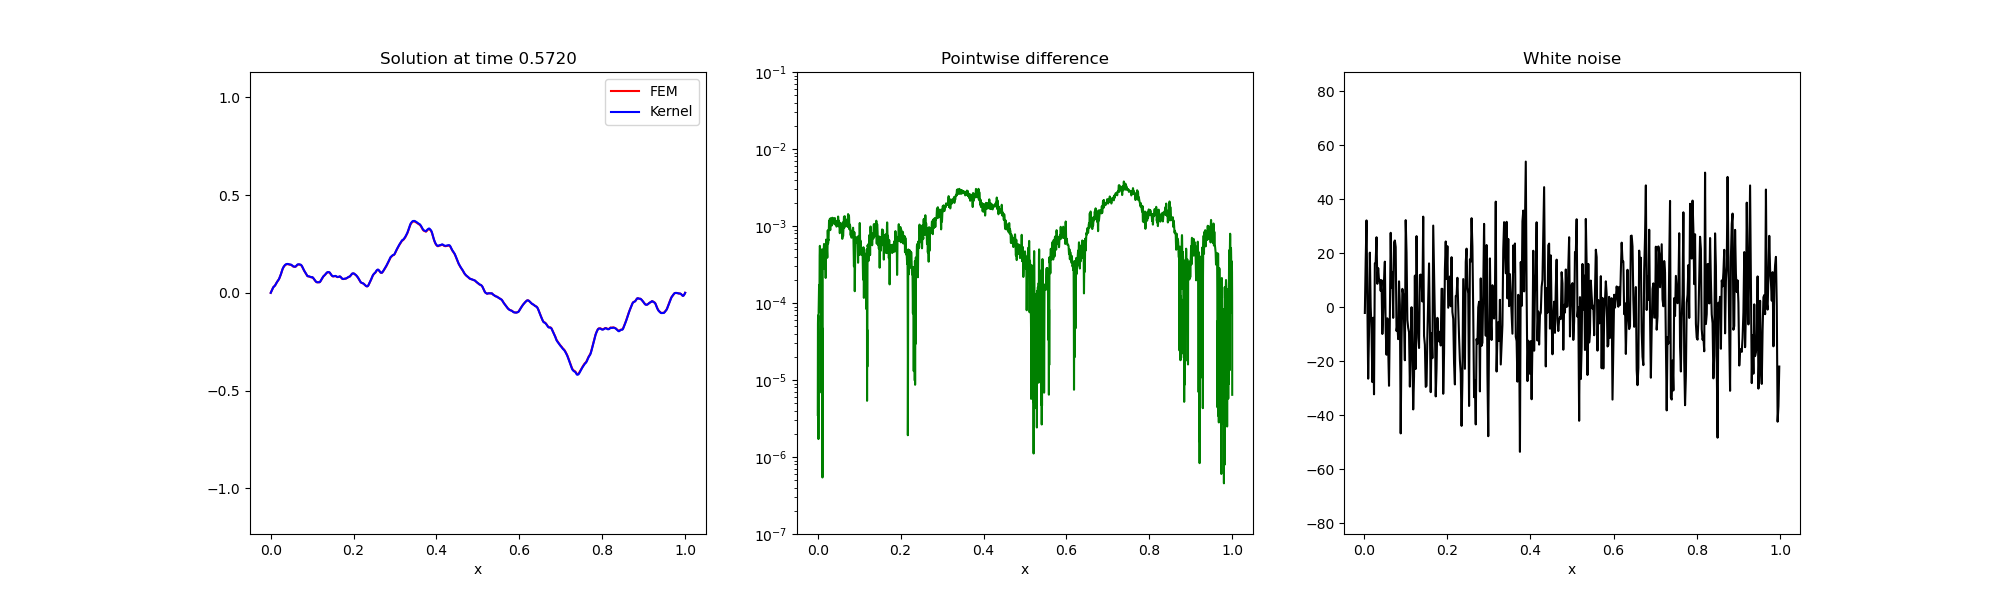 Solution at time 0.5720
1.0
0.5
0.0
−0.5
−1.0
FEM
Kernel
0.0 0.2 0.4 0.6 0.8 1.0
x
Pointwise difference
10⁻¹
10⁻²
10⁻³
10⁻⁴
10⁻⁵
10⁻⁶
10⁻⁷
0.0 0.2 0.4 0.6 0.8 1.0
x
White noise
80
60
40
20
0
−20
−40
−60
−80
0.0 0.2 0.4 0.6 0.8 1.0
x